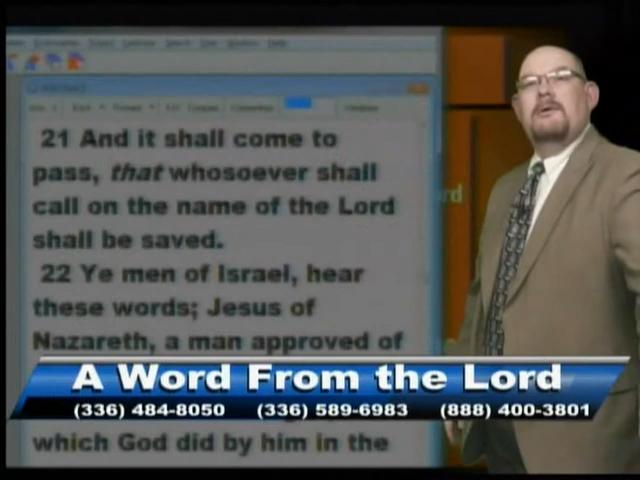 21 And it shall come to
pass, that whosoever shall
call on the name of the Lord
shall be saved.
22 Ye men of Israel, hear
these words; Jesus of
Nazareth, a man approved of
A Word From the Lord
(336) 484-8050 (336) 589-6983 (888) 400-3801
which God did by him in the